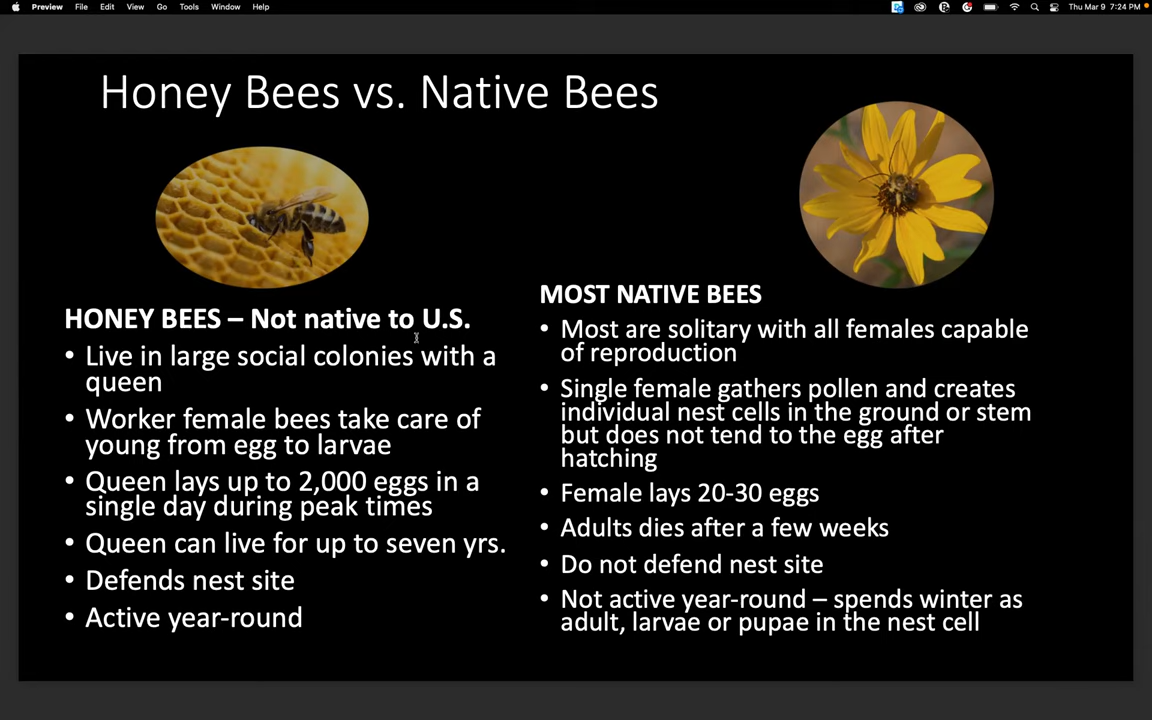 Preview File Edit View Go Tools Window Help Thu Mar 9 7:24 PM
Honey Bees vs. Native Bees
HONEY BEES – Not native to U.S.
• Live in large social colonies with a
queen
• Worker female bees take care of
young from egg to larvae
• Queen lays up to 2,000 eggs in a
single day during peak times
• Queen can live for up to seven yrs.
• Defends nest site
• Active year-round
MOST NATIVE BEES
• Most are solitary with all females capable
of reproduction
• Single female gathers pollen and creates
individual nest cells in the ground or stem
but does not tend to the egg after
hatching
• Female lays 20-30 eggs
• Adults dies after a few weeks
• Do not defend nest site
• Not active year-round – spends winter as
adult, larvae or pupae in the nest cell